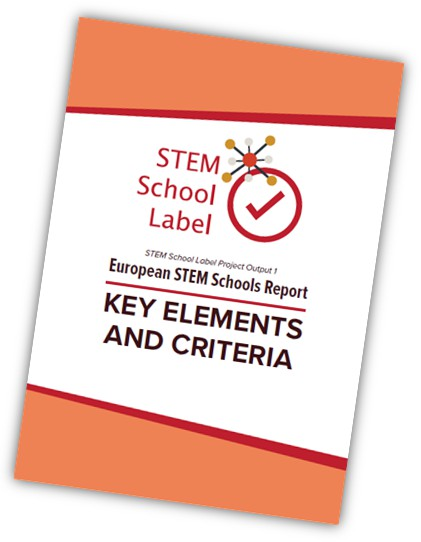 STEM
School
Label
STEM School Label Project Output 1
European STEM Schools Report
KEY ELEMENTS
AND CRITERIA